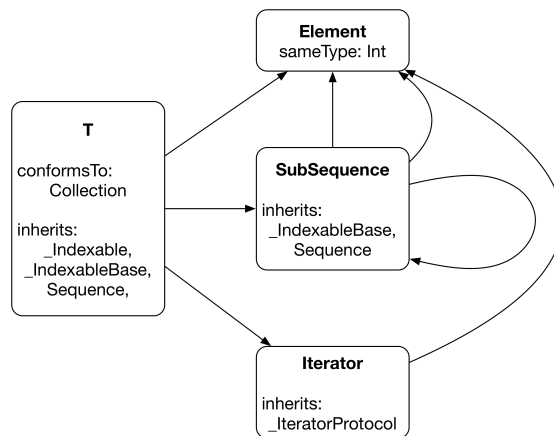 Element
sameType: Int
T
conformsTo:
Collection
inherits:
_Indexable,
_IndexableBase,
Sequence,
SubSequence
inherits:
_IndexableBase,
Sequence
Iterator
inherits:
_IteratorProtocol